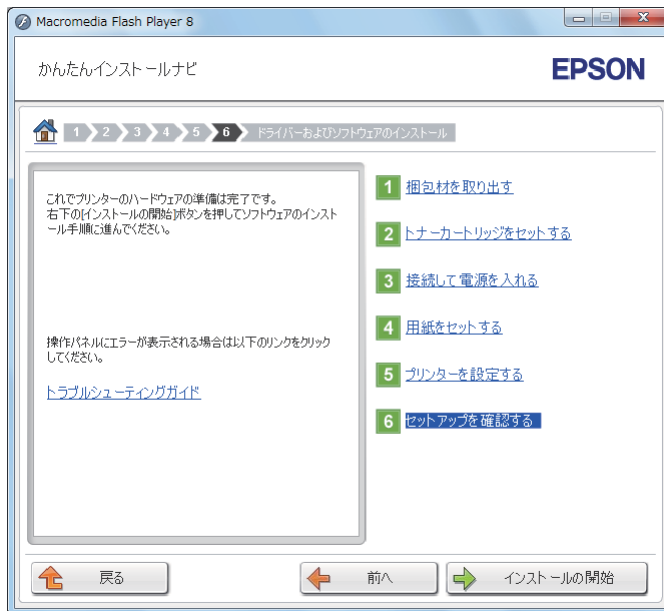 Macromedia Flash Player 8
かんたんインストールナビ
EPSON
1 2 3 4 5 6 ドライバーおよびソフトウェアのインストール
これでプリンターのハードウェアの準備は完了です。
右下の[インストールの開始]ボタンを押してソフトウェアのインスト
ール手順に進んでください。
操作パネルにエラーが表示される場合は以下のリンクをクリック
してください。
トラブルシューティングガイド
1 梱包材を取り出す
2 トナーカートリッジをセットする
3 接続して電源を入れる
4 用紙をセットする
5 プリンターを設定する
6 セットアップを確認する
戻る
前へ
インストールの開始